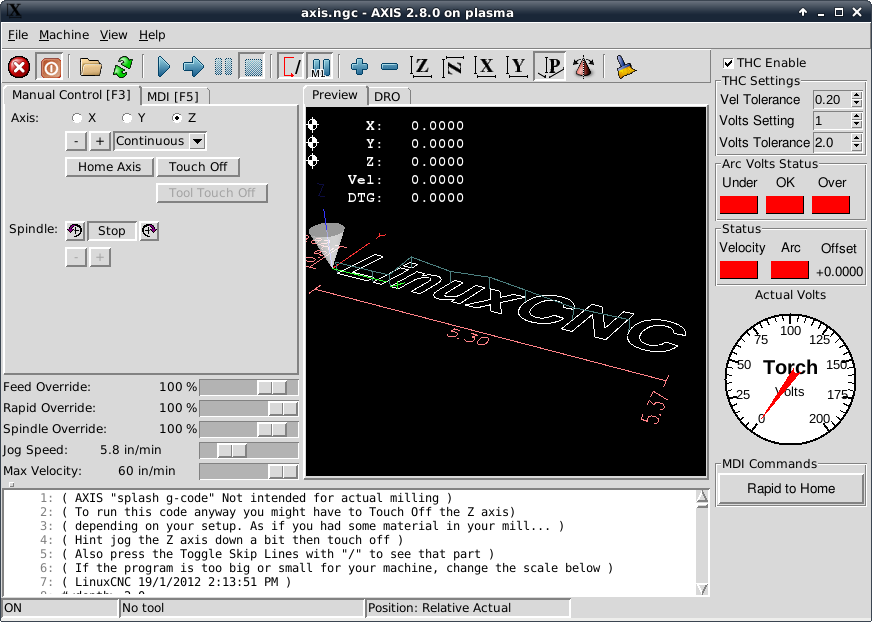 axis.ngc - AXIS 2.8.0 on plasma
File Machine View Help
Manual Control [F3] MDI [F5]
Axis: X Y Z
- + Continuous
Home Axis Touch Off
Tool Touch Off
Spindle: Stop
- +
Feed Override: 100 %
Rapid Override: 100 %
Spindle Override: 100 %
Jog Speed: 5.8 in/min
Max Velocity: 60 in/min
M1
Z N X Y P
Preview DRO
X: 0.0000
Y: 0.0000
Z: 0.0000
Vel: 0.0000
DTG: 0.0000
Z
Y
LinuxCNC
5.30
5.37
THC Enable
THC Settings
Vel Tolerance 0.20
Volts Setting 1
Volts Tolerance 2.0
Arc Volts Status
Under OK Over
Status
Velocity Arc Offset
+0.0000
Actual Volts
0 25 50 75 100 125 150 175 200
Torch
Volts
MDI Commands
Rapid to Home
1: ( AXIS "splash g-code" Not intended for actual milling )
2: ( To run this code anyway you might have to Touch Off the Z axis)
3: ( depending on your setup. As if you had some material in your mill... )
4: ( Hint jog the Z axis down a bit then touch off )
5: ( Also press the Toggle Skip Lines with "/" to see that part )
6: ( If the program is too big or small for your machine, change the scale below )
7: ( LinuxCNC 19/1/2012 2:13:51 PM )
ON No tool Position: Relative Actual